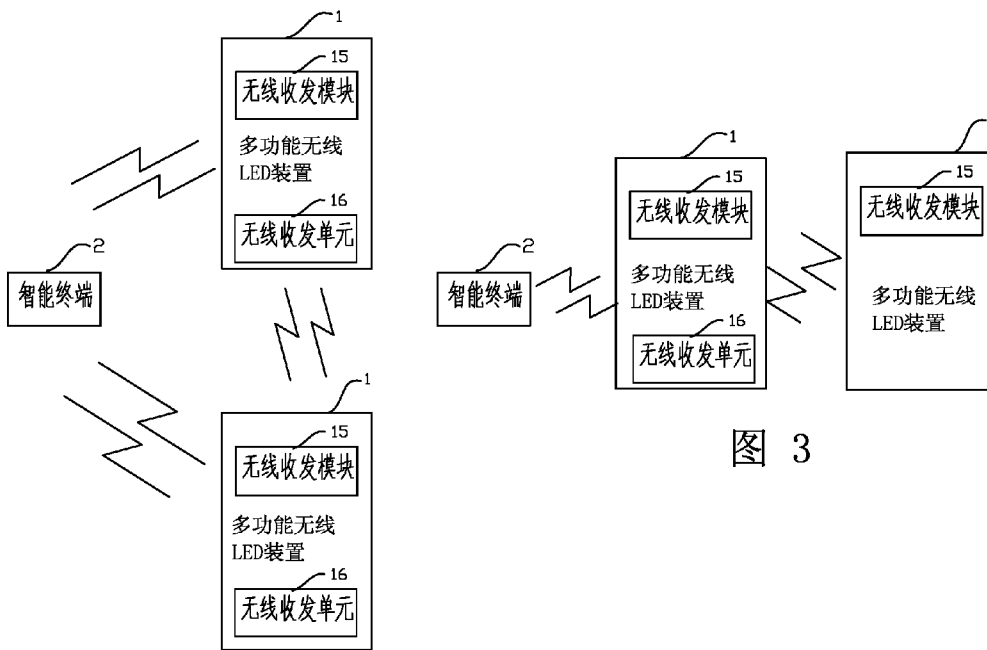 1
15
无线收发模块
多功能无线
LED装置
16
无线收发单元
2
智能终端
1
15
无线收发模块
多功能无线
LED装置
16
无线收发单元
2
智能终端
1
15
无线收发模块
多功能无线
LED装置
16
无线收发单元
15
无线收发模块
多功能无线
LED装置
图 3